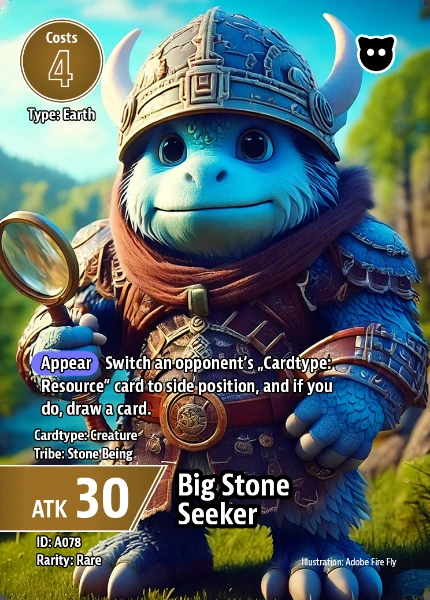 Costs
4
Type: Earth
Appear Switch an opponent's „Cardtype:
Resource" card to side position, and if you
do, draw a card.
Cardtype: Creature
Tribe: Stone Being
ATK 30
Big Stone
Seeker
ID: A078
Rarity: Rare
Illustration: Adobe Fire Fly